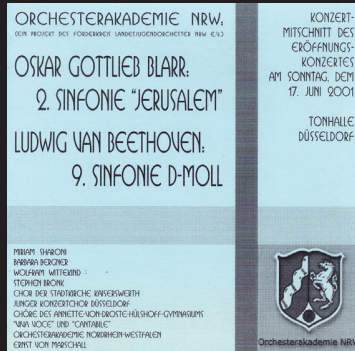 ORCHESTERAKADEMIE NRW:
(EIN PROJEKT DES FÖRDERKREIS LANDESJUGENDORCHESTER NRW E.V.)
OSKAR GOTTLIEB BLARR:
2. SINFONIE "JERUSALEM"
LUDWIG VAN BEETHOVEN:
9. SINFONIE D-MOLL
MIRIAM SHARONI
BARBARA BERGNER
WOLFRAM WITTEKIND :
STEPHEN BRONK
CHOR DER STADTKIRCHE KAISERSWERTH
JUNGER KONZERTCHOR DÜSSELDORF
CHÖRE DES ANNETTE-VON-DROSTE-HÜLSHOFF-GYMNASIUMS
"VIVA VOCE" UND "CANTABILE"
ORCHESTERAKADEMIE NORDRHEIN-WESTFALEN
ERNST VON MARSCHALL
KONZERT-
MITSCHNITT DES
ERÖFFNUNGS-
KONZERTES
AM SONNTAG, DEM
17. JUNI 2001
TONHALLE
DÜSSELDORF
Orchesterakademie NRW